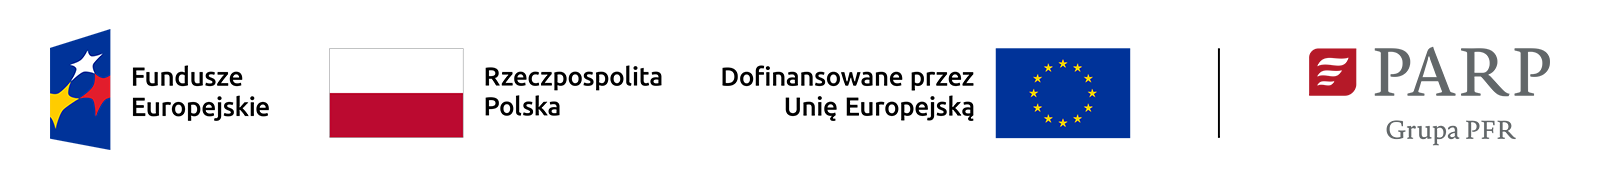 Fundusze
Europejskie
Rzeczpospolita
Polska
Dofinansowane przez
Unię Europejską
PARP
Grupa PFR